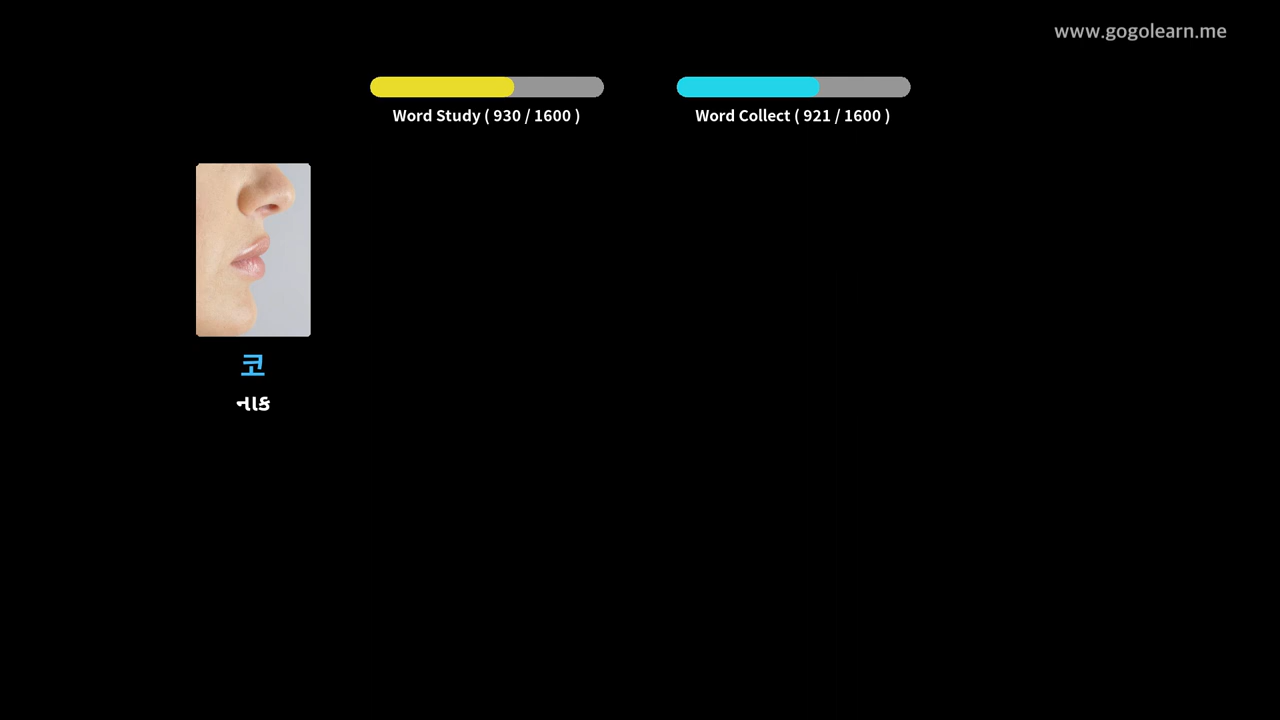 www.gogolearn.me
Word Study ( 930 / 1600 )
Word Collect ( 921 / 1600 )
코
નાક